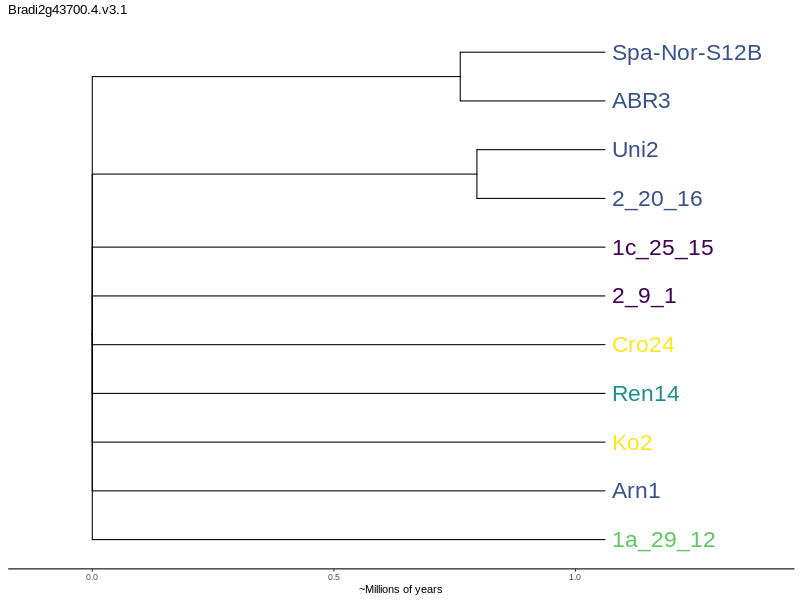 Bradi2g43700.4.v3.1
Spa-Nor-S12B
ABR3
Uni2
2_20_16
1c_25_15
2_9_1
Cro24
Ren14
Ko2
Arn1
1a_29_12
0.0 0.5 1.0
~Millions of years